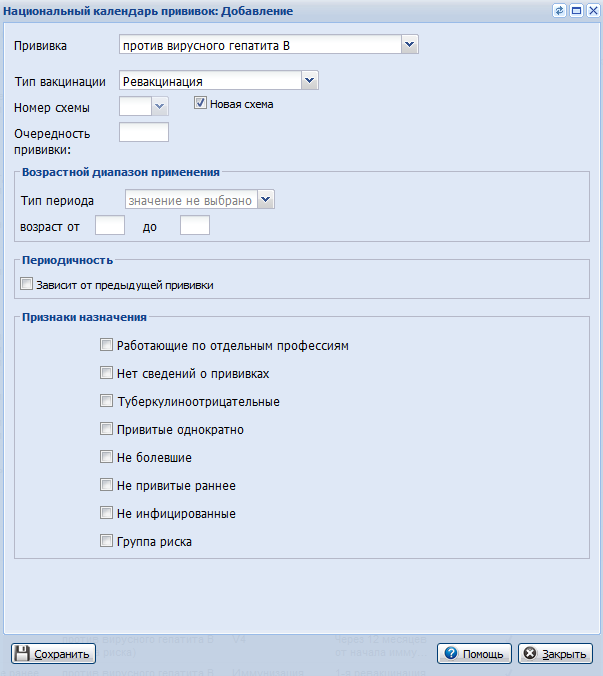 Национальный календарь прививок: Добавление
Прививка против вирусного гепатита В
Тип вакцинации Ревакцинация
Номер схемы Новая схема
Очередность
прививки:
Возрастной диапазон применения
Тип периода значение не выбрано
возраст от до
Периодичность
Зависит от предыдущей прививки
Признаки назначения
Работающие по отдельным профессиям
Нет сведений о прививках
Туберкулиноотрицательные
Привитые однократно
Не болевшие
Не привитые раннее
Не инфицированные
Группа риска
Сохранить Помощь Закрыть